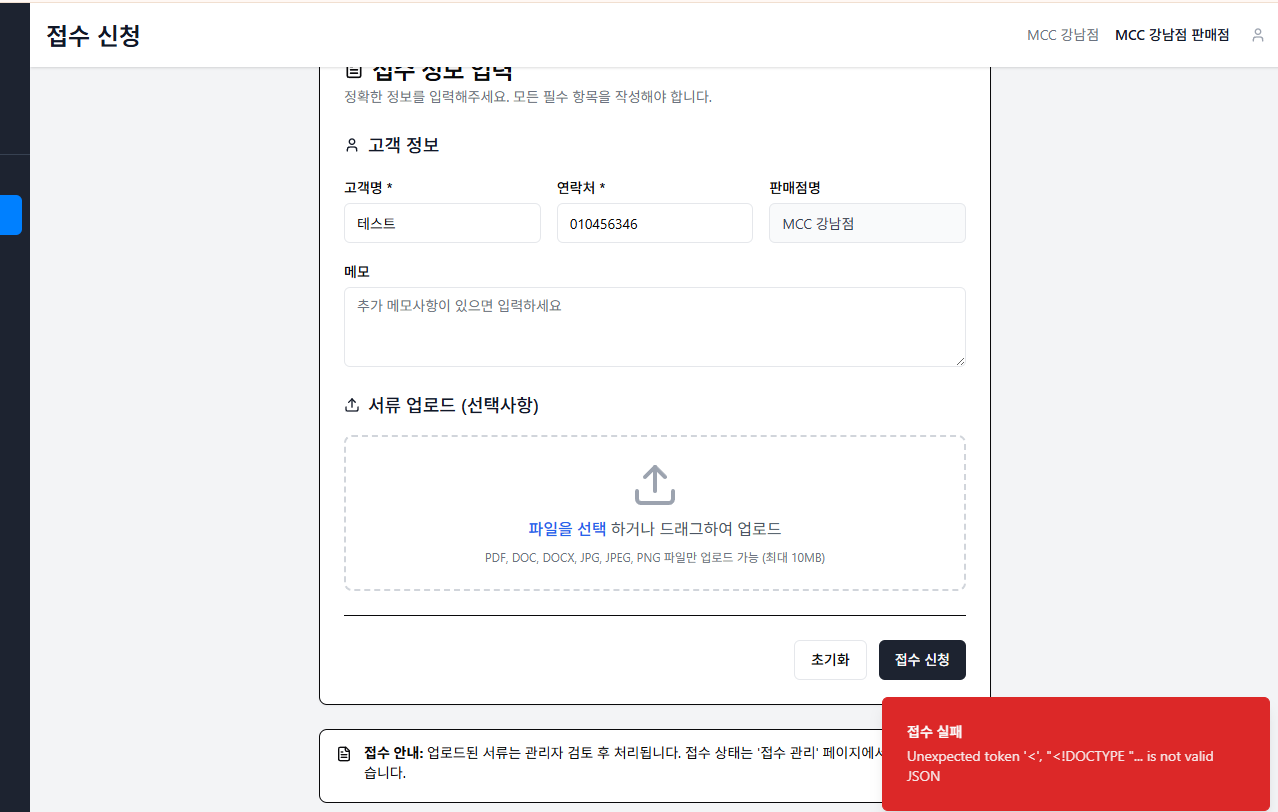 접수 신청
MCC 강남점 MCC 강남점 판매점
접수 정보 입력
정확한 정보를 입력해주세요. 모든 필수 항목을 작성해야 합니다.
고객 정보
고객명 * 연락처 * 판매점명
테스트 010456346 MCC 강남점
메모
추가 메모사항이 있으면 입력하세요
서류 업로드 (선택사항)
파일을 선택 하거나 드래그하여 업로드
PDF, DOC, DOCX, JPG, JPEG, PNG 파일만 업로드 가능 (최대 10MB)
초기화 접수 신청
접수 안내: 업로드된 서류는 관리자 검토 후 처리됩니다. 접수 상태는 '접수 관리' 페이지에서
습니다.
접수 실패
Unexpected token '<', "<!DOCTYPE "... is not valid
JSON